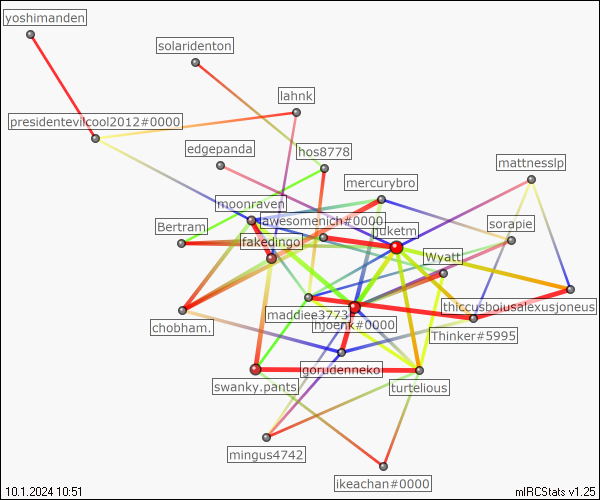 yoshimanden
solaridenton
lahnk
presidentevilcool2012#0000
edgepanda
hos8778
mattnesslp
mercurybro
moonraven
awesomenich#0000
Bertram
juketm
sorapie
fakedingo
Wyatt
thiccusboiusalexusjoneus
maddiee3773
hjoenk#0000
chobham.
Thinker#5995
gorudenneko
swanky.pants
turtelious
mingus4742
ikeachan#0000
10.1.2024 10:51
mIRCStats v1.25